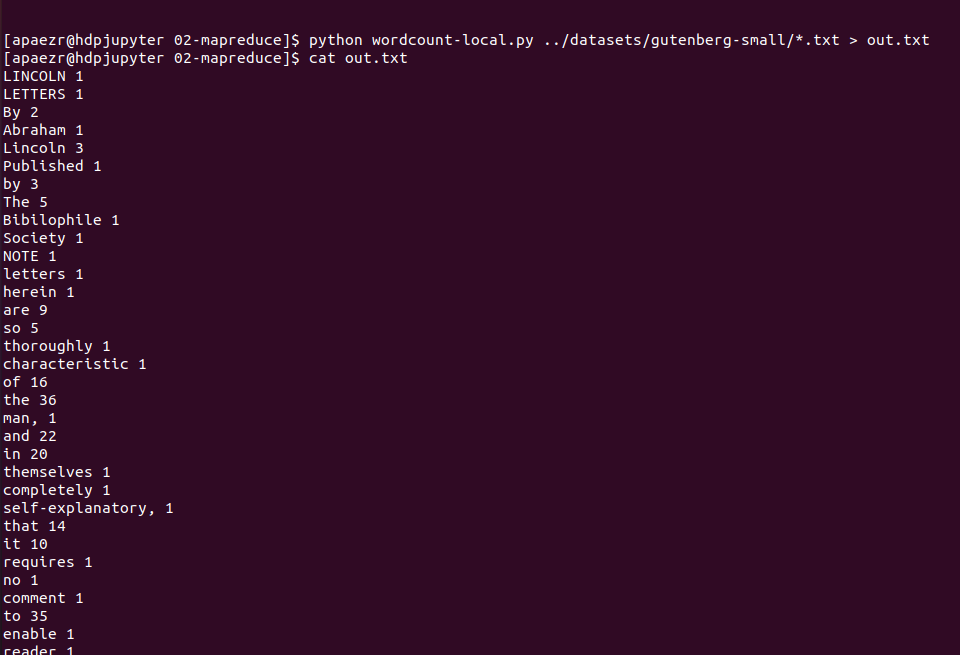 [apaezr@hdpjupyter 02-mapreduce]$ python wordcount-local.py ../datasets/gutenberg-small/*.txt > out.txt
[apaezr@hdpjupyter 02-mapreduce]$ cat out.txt
LINCOLN 1
LETTERS 1
By 2
Abraham 1
Lincoln 3
Published 1
by 3
The 5
Bibilophile 1
Society 1
NOTE 1
letters 1
herein 1
are 9
so 5
thoroughly 1
characteristic 1
of 16
the 36
man, 1
and 22
in 20
themselves 1
completely 1
self-explanatory, 1
that 14
it 10
requires 1
no 1
comment 1
to 35
enable 1
reader 1